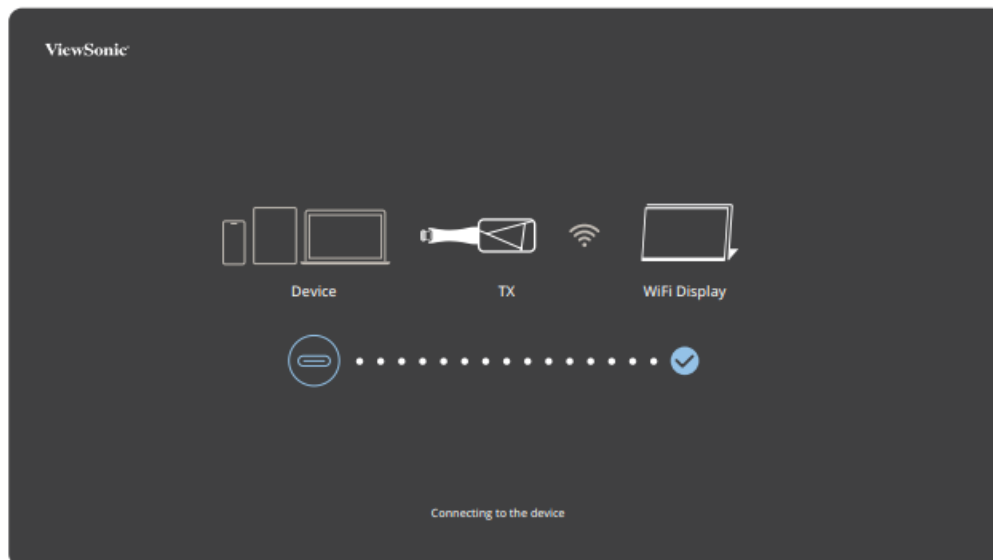 ViewSonic
Device
TX
WiFi Display
Connecting to the device